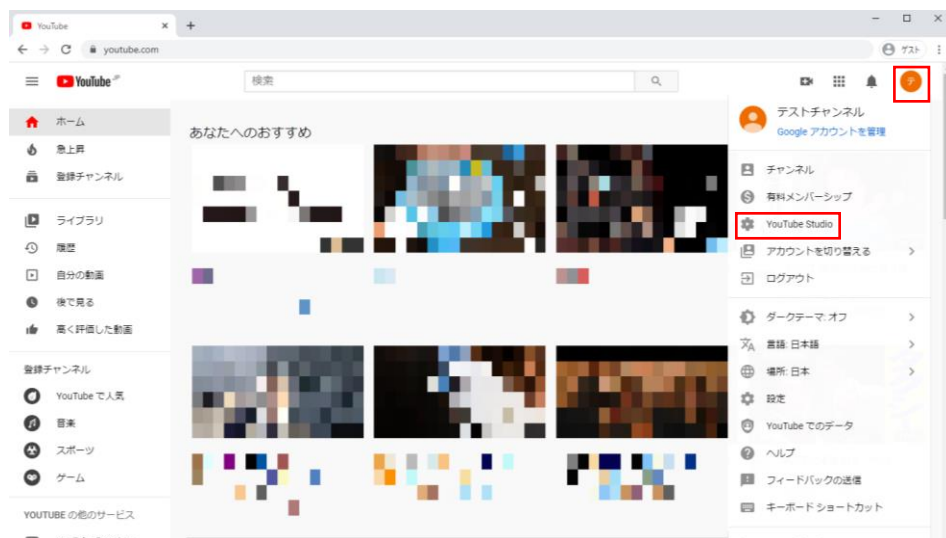 YouTube
youtube.com
ゲスト
YouTube JP
検索
テ
ホーム
急上昇
登録チャンネル
ライブラリ
履歴
自分の動画
後で見る
高く評価した動画
登録チャンネル
YouTube で人気
音楽
スポーツ
ゲーム
YOUTUBE の他のサービス
あなたへのおすすめ
テストチャンネル
Google アカウントを管理
チャンネル
有料メンバーシップ
YouTube Studio
アカウントを切り替える
ログアウト
ダークテーマ: オフ
言語: 日本語
場所: 日本
設定
YouTube でのデータ
ヘルプ
フィードバックの送信
キーボード ショートカット